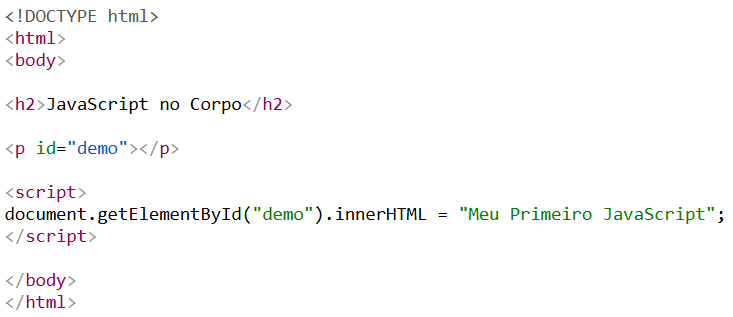 <!DOCTYPE html>
<html>
<body>
<h2>JavaScript no Corpo</h2>
<p id="demo"></p>
<script>
document.getElementById("demo").innerHTML = "Meu Primeiro JavaScript";
</script>
</body>
</html>